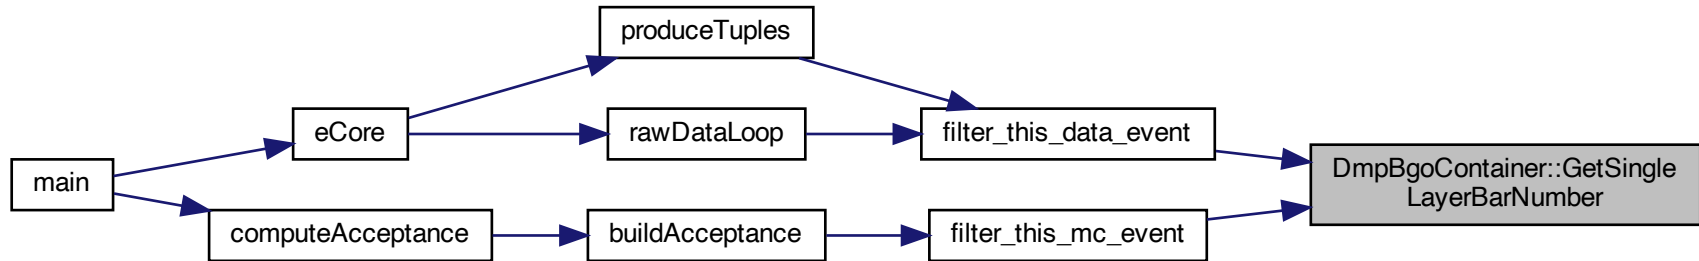 produceTuples
eCore
rawDataLoop
filter_this_data_event
main
DmpBgoContainer::GetSingle
LayerBarNumber
computeAcceptance
buildAcceptance
filter_this_mc_event